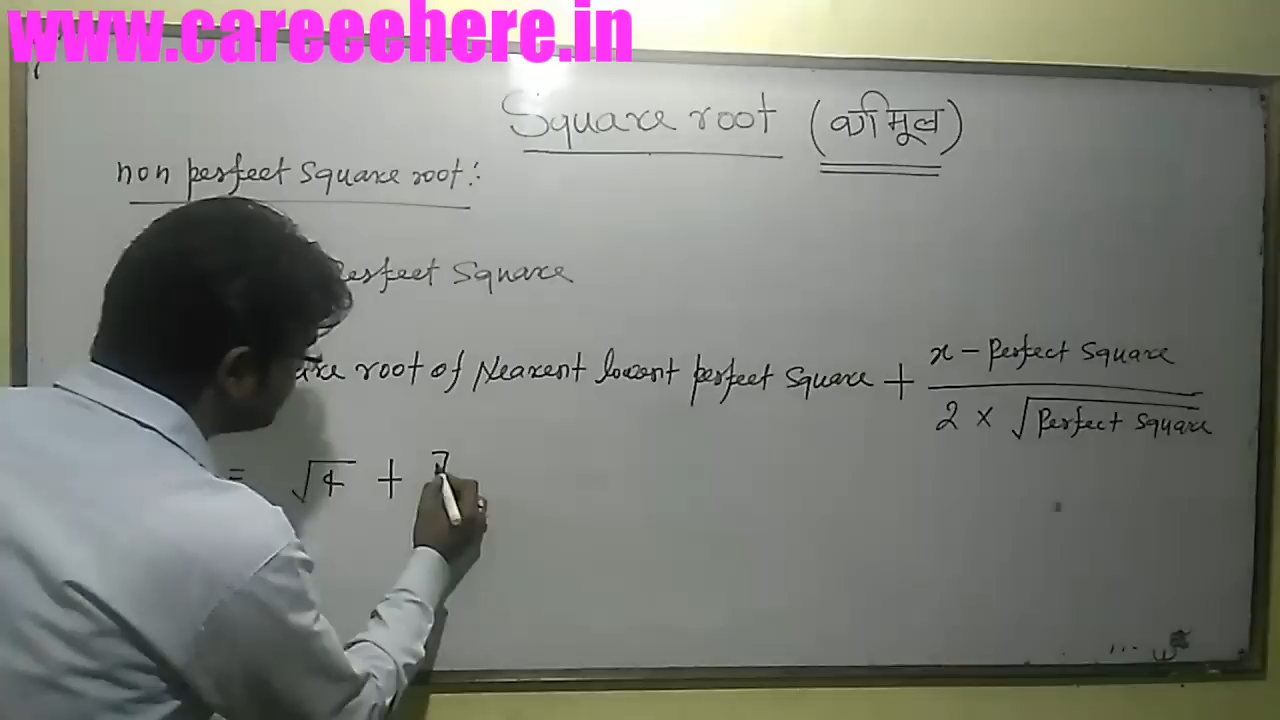 www.careeehere.in
Square root (वर्गमूल)
non perfect square root:
Perfect Square
root of Nearest lowest perfect square + x - perfect square
2 × √perfect square
= √4 + 7